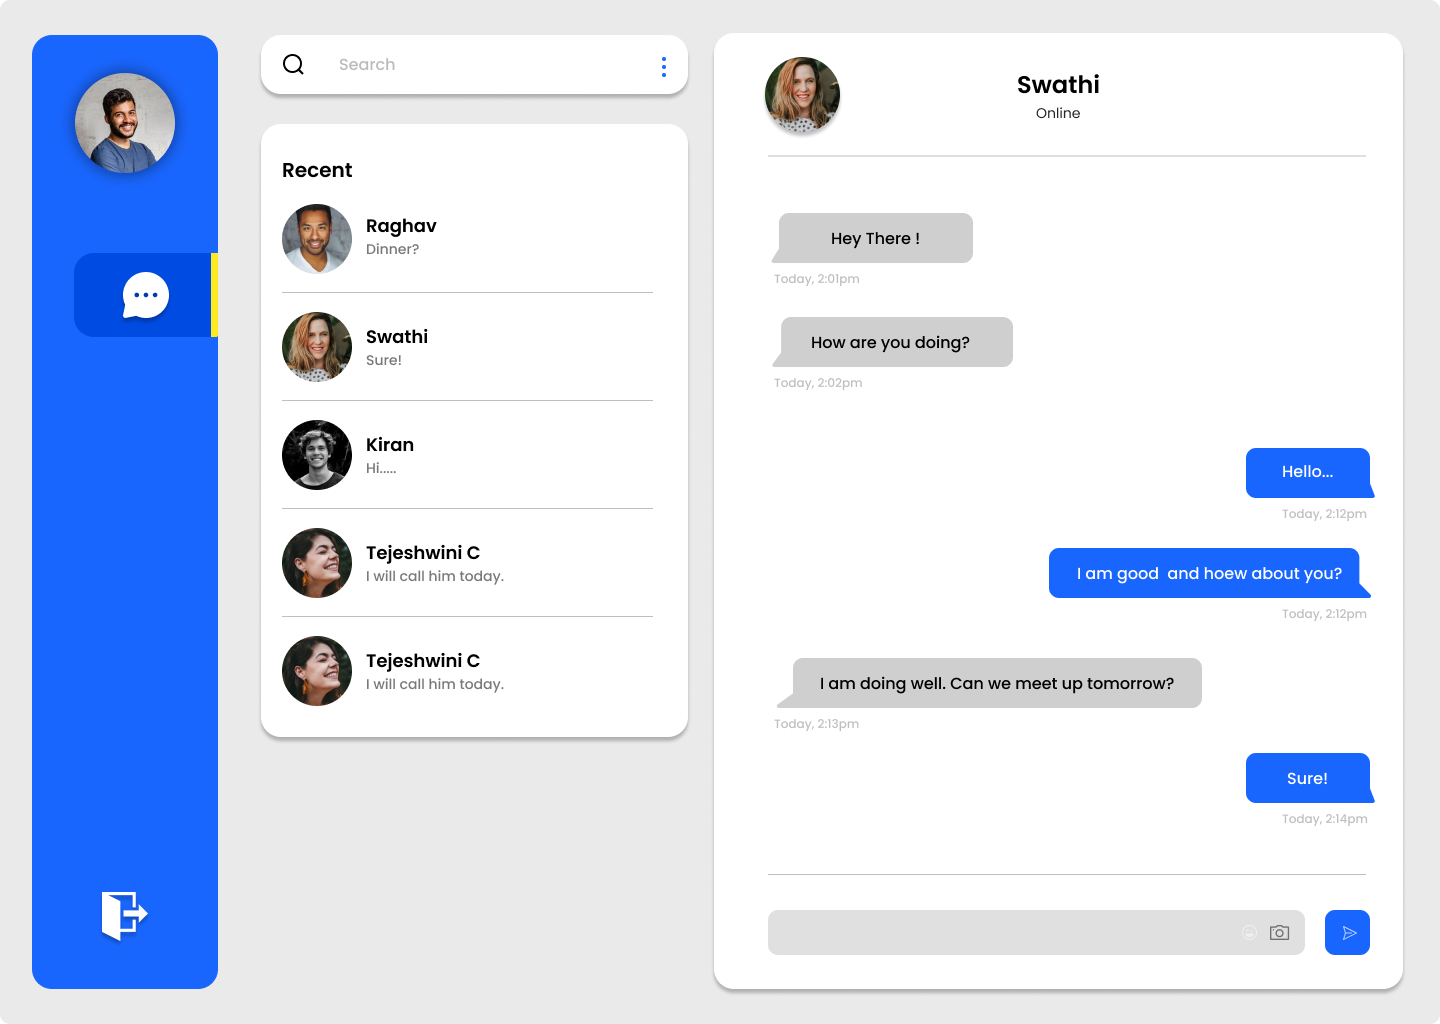 Search
Recent
Raghav
Dinner?
Swathi
Sure!
Kiran
Hi.....
Tejeshwini C
I will call him today.
Tejeshwini C
I will call him today.
Swathi
Online
Hey There !
Today, 2:01pm
How are you doing?
Today, 2:02pm
Hello...
Today, 2:12pm
I am good  and hoew about you?
Today, 2:12pm
I am doing well. Can we meet up tomorrow?
Today, 2:13pm
Sure!
Today, 2:14pm